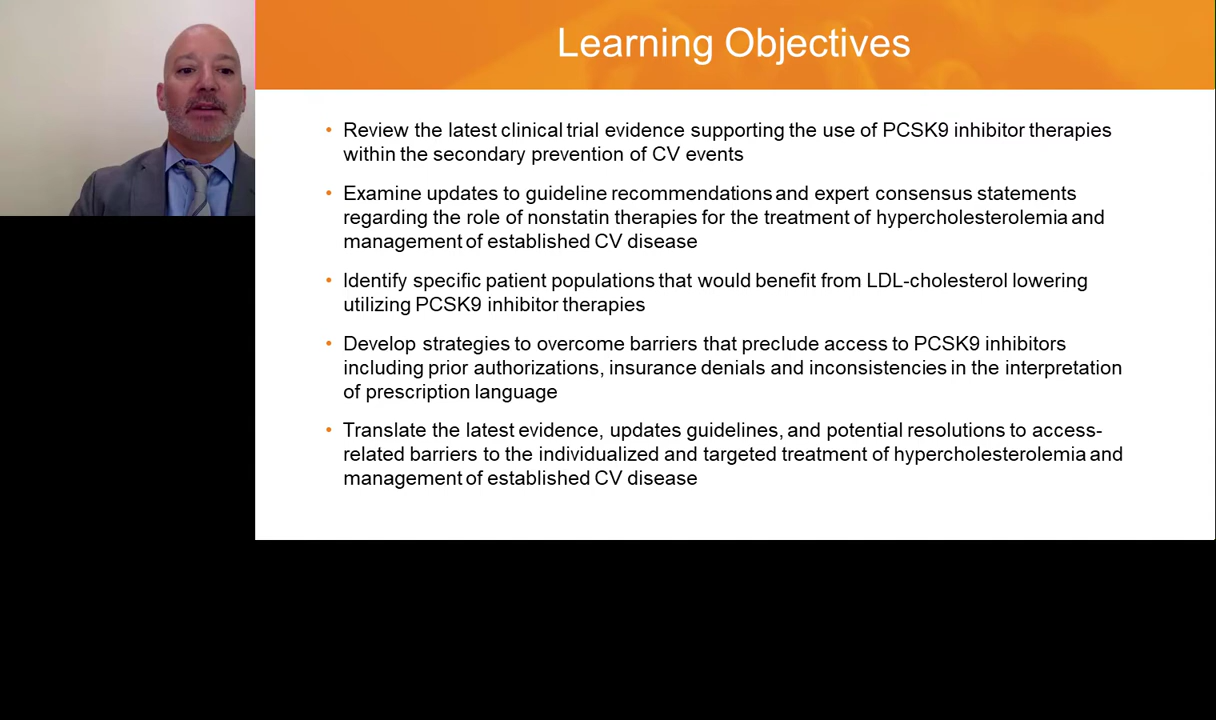 Learning Objectives
• Review the latest clinical trial evidence supporting the use of PCSK9 inhibitor therapies
within the secondary prevention of CV events
• Examine updates to guideline recommendations and expert consensus statements
regarding the role of nonstatin therapies for the treatment of hypercholesterolemia and
management of established CV disease
• Identify specific patient populations that would benefit from LDL-cholesterol lowering
utilizing PCSK9 inhibitor therapies
• Develop strategies to overcome barriers that preclude access to PCSK9 inhibitors
including prior authorizations, insurance denials and inconsistencies in the interpretation
of prescription language
• Translate the latest evidence, updates guidelines, and potential resolutions to access-
related barriers to the individualized and targeted treatment of hypercholesterolemia and
management of established CV disease